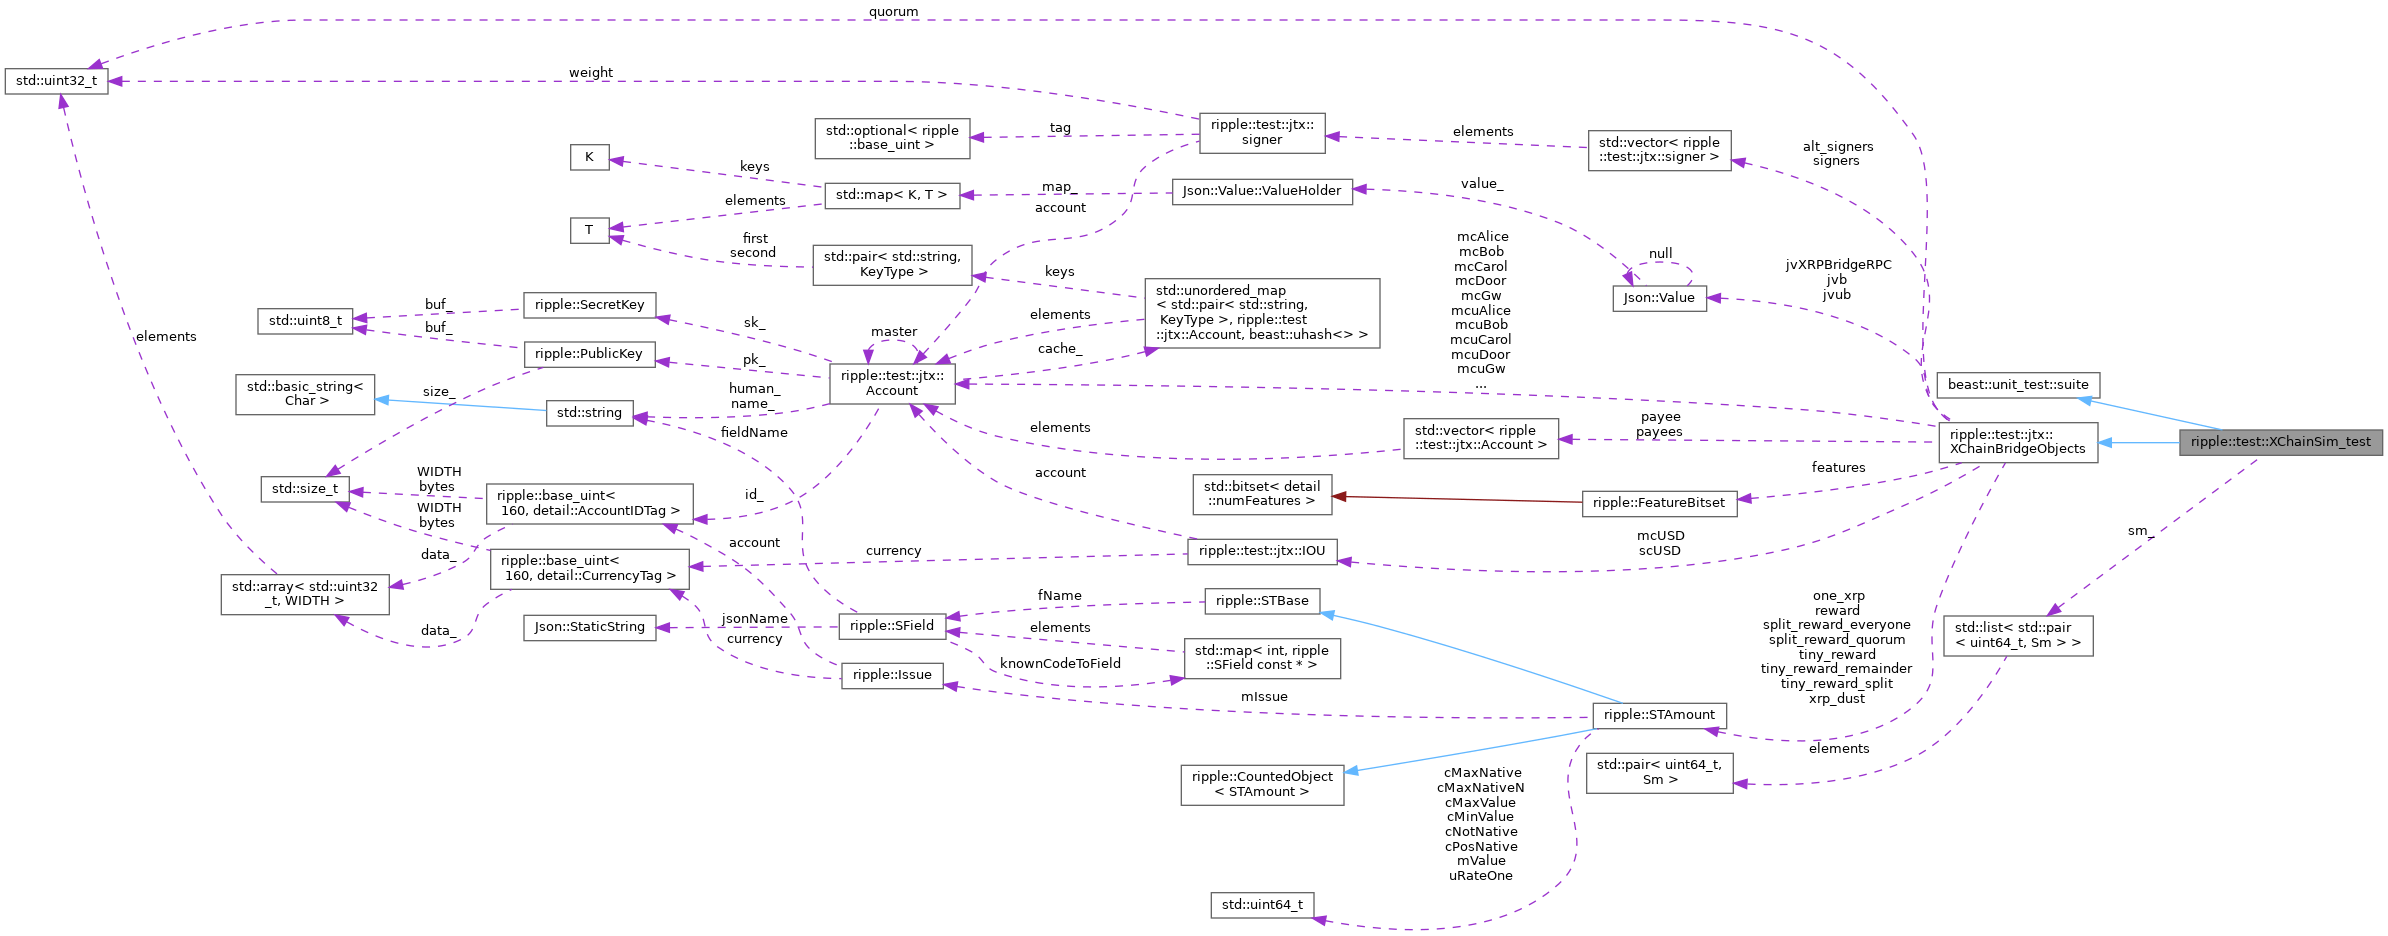 quorum
std::uint32_t
weight
ripple::test::jtx::
signer
std::optional< ripple
::base_uint >
tag
elements
std::vector< ripple
::test::jtx::signer >
alt_signers
signers
K
keys
std::map< K, T >
map_
Json::Value::ValueHolder
value_
elements
account
T
first
second
std::pair< std::string,
KeyType >
keys
std::unordered_map
< std::pair< std::string,
KeyType >, ripple::test
::jtx::Account, beast::uhash<> >
mcAlice
mcBob
mcCarol
mcDoor
mcGw
mcuAlice
mcuBob
mcuCarol
mcuDoor
mcuGw
...
null
Json::Value
jvXRPBridgeRPC
jvb
jvub
elements
std::uint8_t
buf_
buf_
ripple::SecretKey
ripple::PublicKey
sk_
pk_
master
elements
cache_
ripple::test::jtx::
Account
human_
name_
std::basic_string<
Char >
size_
std::string
fieldName
elements
std::vector< ripple
::test::jtx::Account >
payee
payees
beast::unit_test::suite
ripple::test::jtx::
XChainBridgeObjects
ripple::test::XChainSim_test
std::size_t
WIDTH
bytes
WIDTH
bytes
ripple::base_uint<
160, detail::AccountIDTag >
id_
account
std::bitset< detail
::numFeatures >
ripple::FeatureBitset
features
data_
ripple::base_uint<
160, detail::CurrencyTag >
account
currency
ripple::test::jtx::IOU
mcUSD
scUSD
sm_
std::array< std::uint32
_t, WIDTH >
data_
Json::StaticString
jsonName
currency
ripple::SField
fName
ripple::STBase
elements
std::map< int, ripple
::SField const * >
knownCodeToField
ripple::Issue
mIssue
one_xrp
reward
split_reward_everyone
split_reward_quorum
tiny_reward
tiny_reward_remainder
tiny_reward_split
xrp_dust
std::list< std::pair
< uint64_t, Sm > >
ripple::STAmount
elements
std::pair< uint64_t,
Sm >
ripple::CountedObject
< STAmount >
cMaxNative
cMaxNativeN
cMaxValue
cMinValue
cNotNative
cPosNative
mValue
uRateOne
std::uint64_t